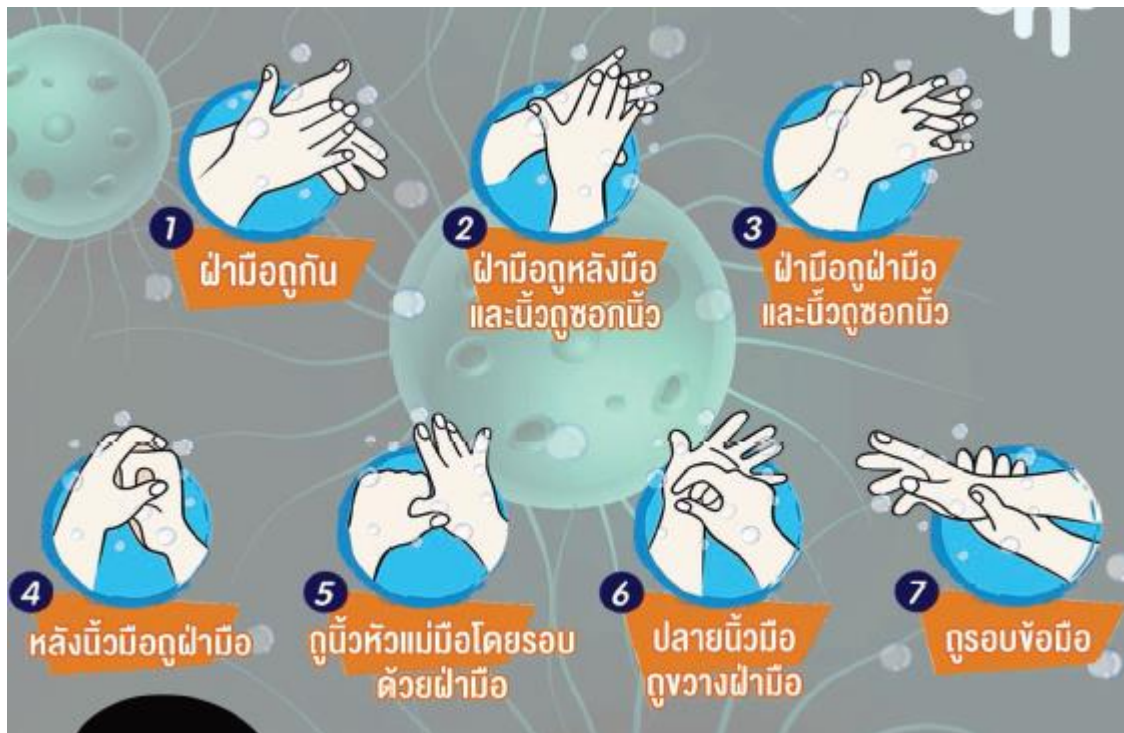 1
ฝ่ามือถูกัน
2
ฝ่ามือถูหลังมือ
และนิ้วถูซอกนิ้ว
3
ฝ่ามือถูฝ่ามือ
และนิ้วถูซอกนิ้ว
4
หลังนิ้วมือถูฝ่ามือ
5
ถูนิ้วหัวแม่มือโดยรอบ
ด้วยฝ่ามือ
6
ปลายนิ้วมือ
ถูขวางฝ่ามือ
7
ถูรอบข้อมือ